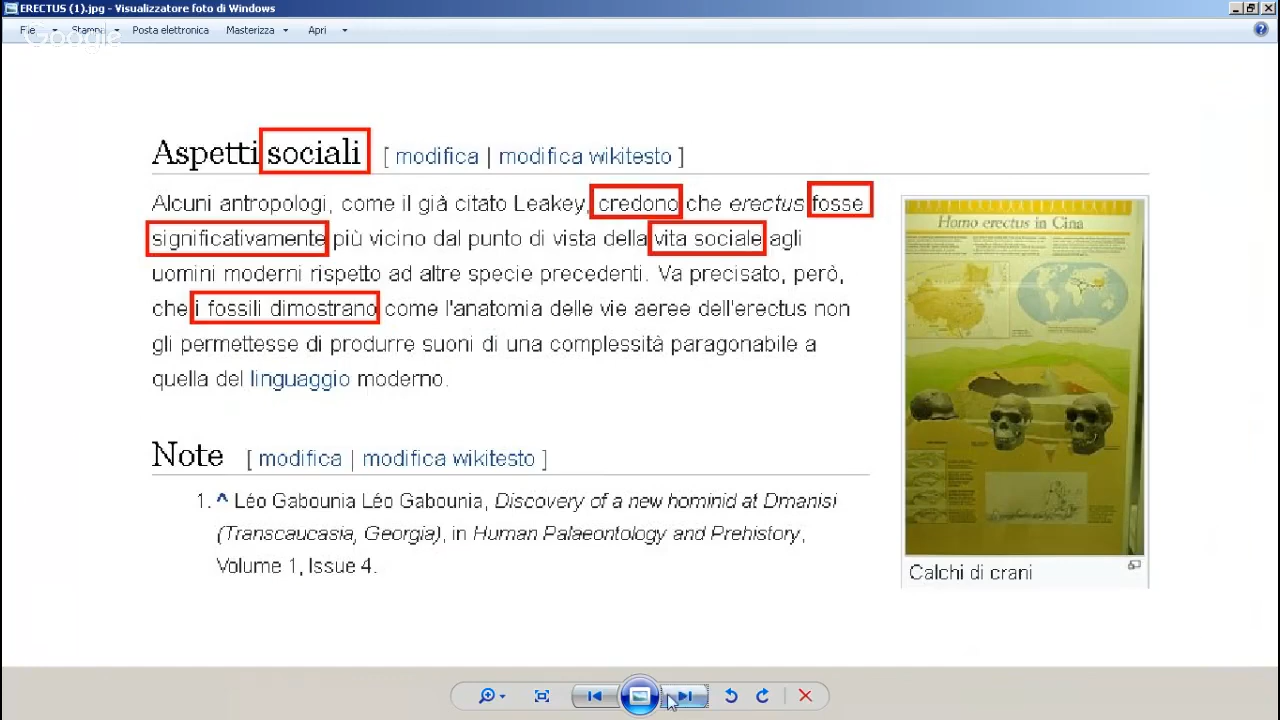 ERECTUS (1).jpg - Visualizzatore foto di Windows
File Stampa Posta elettronica Masterizza Apri
Google
Aspetti sociali [ modifica | modifica wikitesto ]
Alcuni antropologi, come il già citato Leakey, credono che erectus fosse
significativamente più vicino dal punto di vista della vita sociale agli
uomini moderni rispetto ad altre specie precedenti. Va precisato, però,
che i fossili dimostrano come l'anatomia delle vie aeree dell'erectus non
gli permettesse di produrre suoni di una complessità paragonabile a
quella del linguaggio moderno.
Homo erectus in Cina
Calchi di crani
Note [ modifica | modifica wikitesto ]
1. ^ Léo Gabounia Léo Gabounia, Discovery of a new hominid at Dmanisi
(Transcaucasia, Georgia), in Human Palaeontology and Prehistory,
Volume 1, Issue 4.